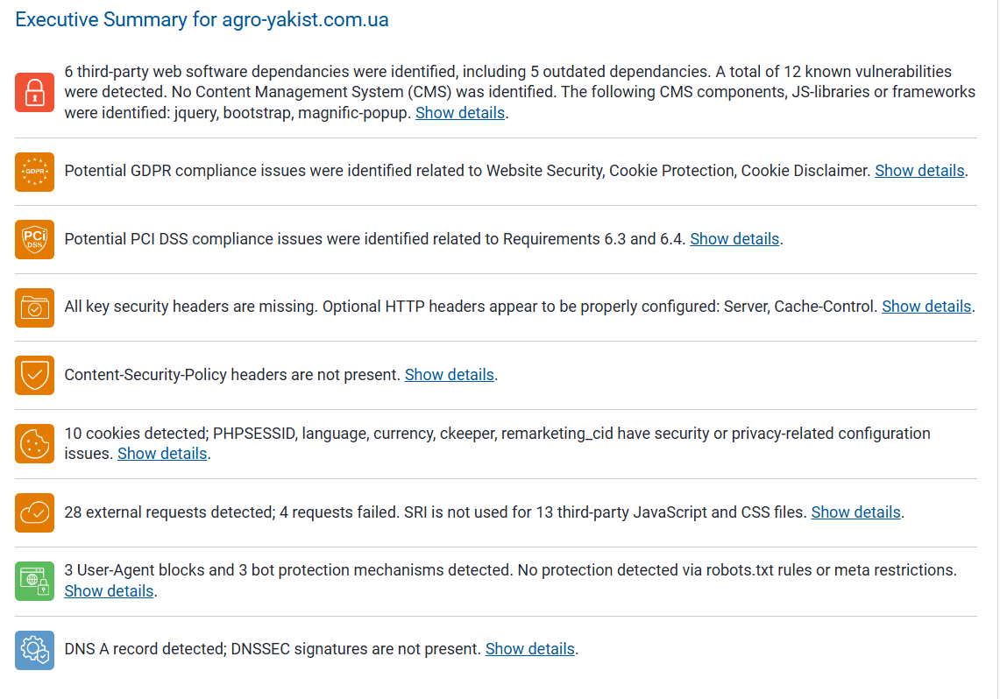 Executive Summary for agro-yakist.com.ua
6 third-party web software dependancies were identified, including 5 outdated dependancies. A total of 12 known vulnerabilities
were detected. No Content Management System (CMS) was identified. The following CMS components, JS-libraries or frameworks
were identified: jquery, bootstrap, magnific-popup. Show details.
GDPR
Potential GDPR compliance issues were identified related to Website Security, Cookie Protection, Cookie Disclaimer. Show details.
PCi
DSS
Potential PCI DSS compliance issues were identified related to Requirements 6.3 and 6.4. Show details.
All key security headers are missing. Optional HTTP headers appear to be properly configured: Server, Cache-Control. Show details.
Content-Security-Policy headers are not present. Show details.
10 cookies detected; PHPSESSID, language, currency, ckeeper, remarketing_cid have security or privacy-related configuration
issues. Show details.
28 external requests detected; 4 requests failed. SRI is not used for 13 third-party JavaScript and CSS files. Show details.
3 User-Agent blocks and 3 bot protection mechanisms detected. No protection detected via robots.txt rules or meta restrictions.
Show details.
DNS A record detected; DNSSEC signatures are not present. Show details.